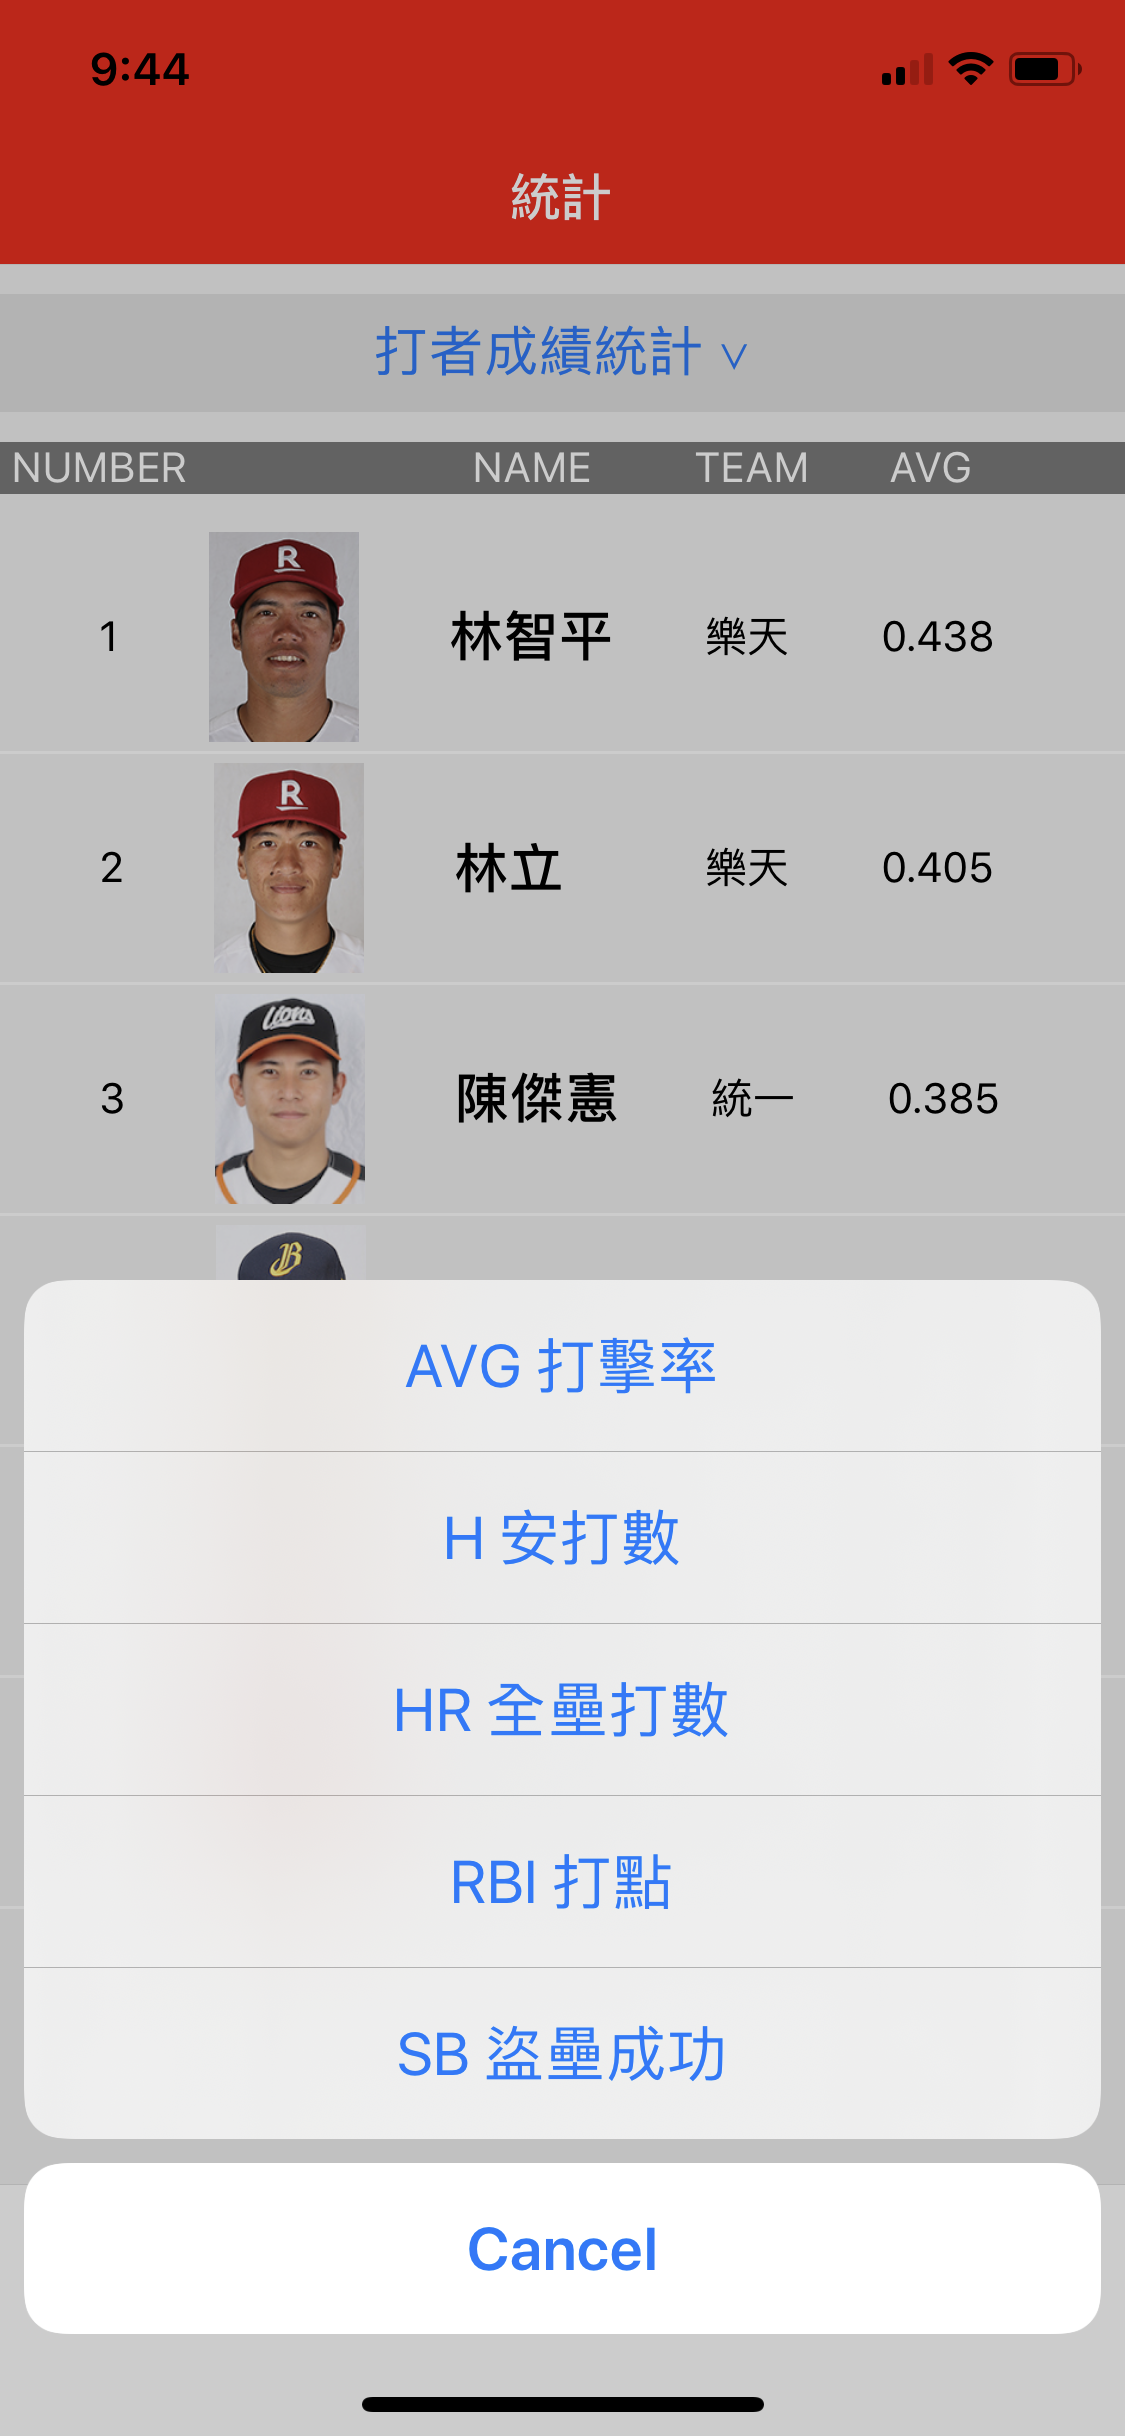 9:44
統計
打者成績統計 ∨
NUMBER NAME TEAM AVG
R
1 林智平 樂天 0.438
R
2 林立 樂天 0.405
Lions
3 陳傑憲 統一 0.385
B
AVG 打擊率
H 安打數
HR 全壘打數
RBI 打點
SB 盜壘成功
Cancel